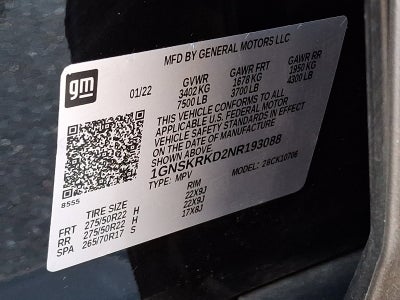 gm
MFD BY GENERAL MOTORS LLC
01/22 GVWR GAWR FRT GAWR RR
3402 KG 1678 KG 1950 KG
7500 LB 3700 LB 4300 LB
THIS VEHICLE CONFORMS TO ALL
APPLICABLE U.S. FEDERAL MOTOR
VEHICLE SAFETY STANDARDS IN EFFECT
ON THE DATE OF MANUFACTURE
SHOWN ABOVE.
1GNSKRKD2NR193088
TYPE: MPV MODEL:
8555
TIRE SIZE RIM
FRT 275/50R22 H 22X9J
RR 275/50R22 H 22X9J
SPA 265/70R17 S 17X8J